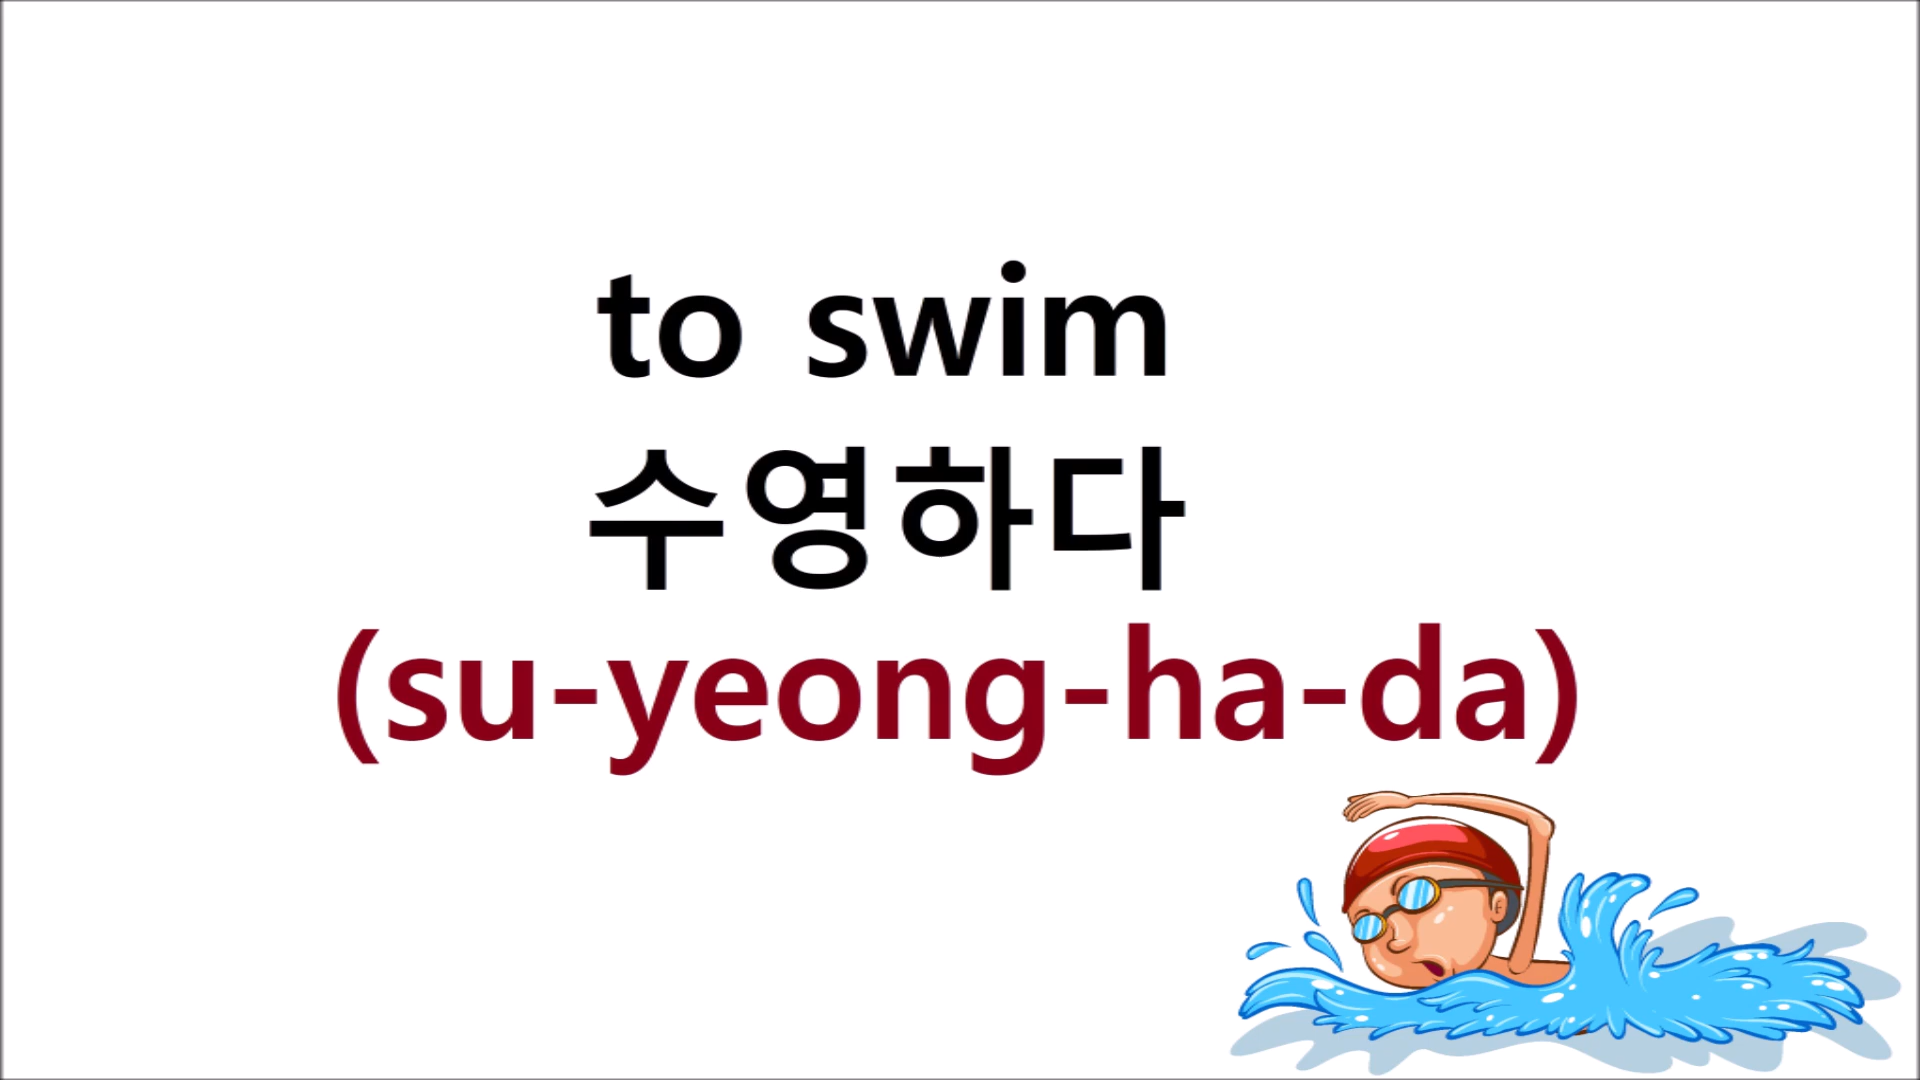 to swim
수영하다
(su-yeong-ha-da)